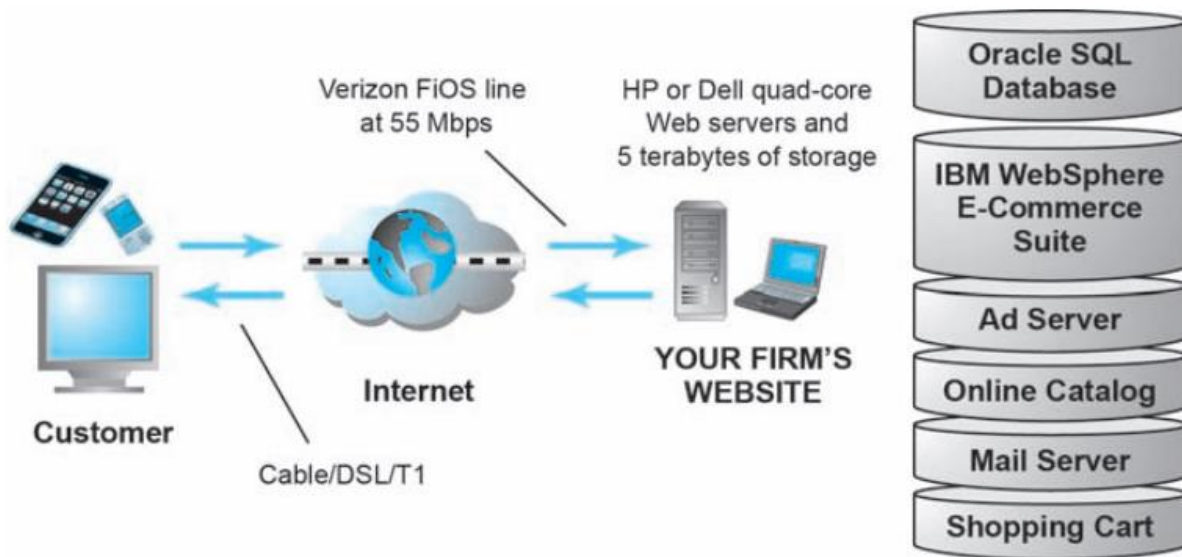 Verizon FiOS line
at 55 Mbps
HP or Dell quad-core
Web servers and
5 terabytes of storage
Customer
Internet
YOUR FIRM'S
WEBSITE
Cable/DSL/T1
Oracle SQL
Database
IBM WebSphere
E-Commerce
Suite
Ad Server
Online Catalog
Mail Server
Shopping Cart